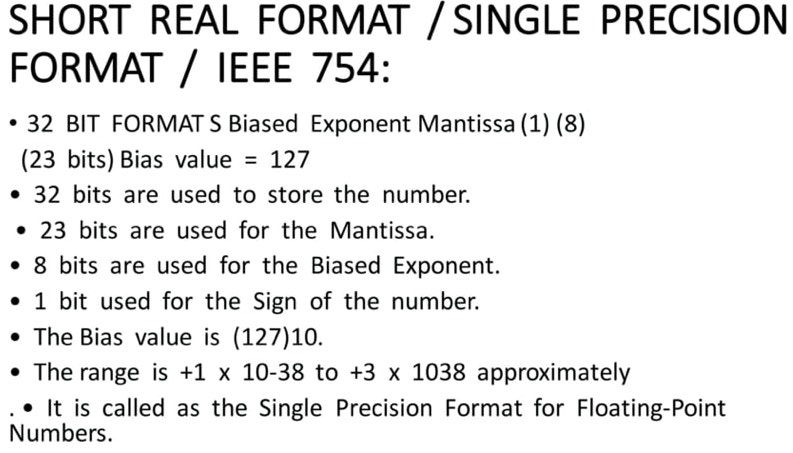 SHORT REAL FORMAT / SINGLE PRECISION
FORMAT / IEEE 754:
• 32 BIT FORMAT S Biased Exponent Mantissa (1) (8)
(23 bits) Bias value = 127
• 32 bits are used to store the number.
• 23 bits are used for the Mantissa.
• 8 bits are used for the Biased Exponent.
• 1 bit used for the Sign of the number.
• The Bias value is (127)10.
• The range is +1 x 10-38 to +3 x 1038 approximately
. • It is called as the Single Precision Format for Floating-Point
Numbers.